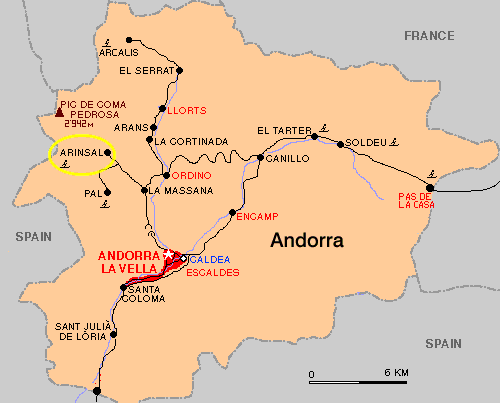 ARCALIS
FRANCE
EL SERRAT
PIC DE COMA
PEDROSA
2'942M
LLORTS
ARANS
LA CORTINADA
EL TARTER
SOLDEU
ARINSAL
CANILLO
ORDINO
PAL
LA MASSANA
PAS DE
LA CASA
ENCAMP
SPAIN
Andorra
ANDORRA
LA VELLA
CALDEA
ESCALDES
SANTA
COLOMA
SANT JULIÀ
DE LÒRIA
SPAIN
0 6 KM